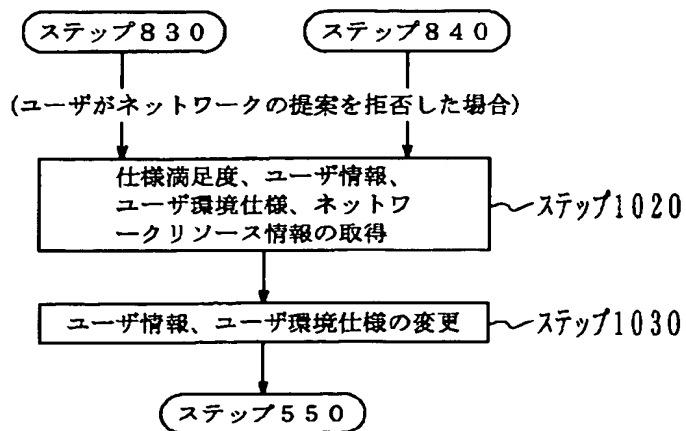 ステップ８３０
ステップ８４０
(ユーザがネットワークの提案を拒否した場合)
仕様満足度、ユーザ情報、
ユーザ環境仕様、ネットワ
ークリソース情報の取得
ステップ1020
ユーザ情報、ユーザ環境仕様の変更
ステップ1030
ステップ５５０